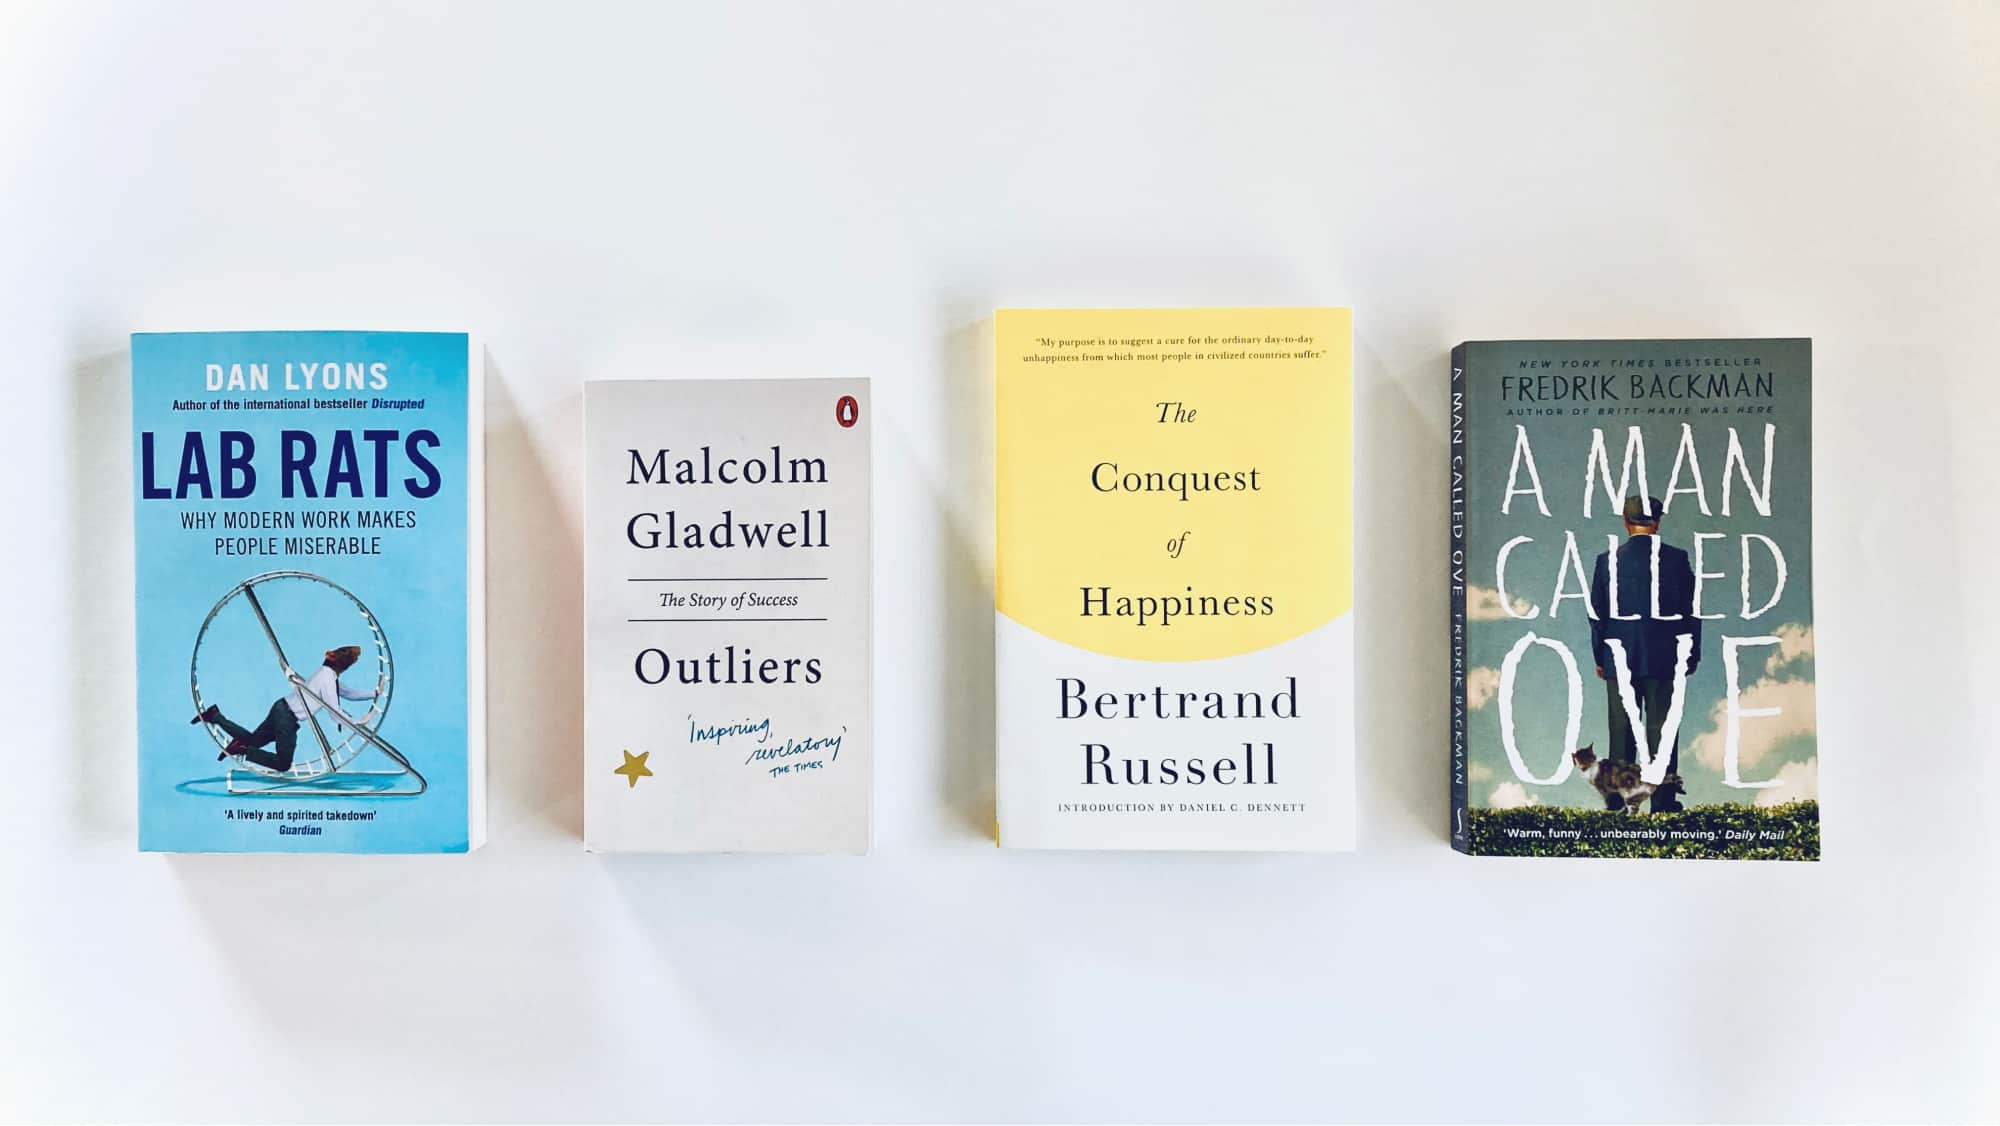 DAN LYONS
Author of the international bestseller Disrupted
LAB RATS
WHY MODERN WORK MAKES
PEOPLE MISERABLE
'A lively and spirited takedown'
Guardian
Malcolm
Gladwell
The Story of Success
Outliers
'Inspiring,
revelatory'
THE TIMES
"My purpose is to suggest a cure for the ordinary day-to-day
unhappiness from which most people in civilized countries suffer."
The
Conquest
of
Happiness
Bertrand
Russell
INTRODUCTION BY DANIEL C. DENNETT
A MAN CALLED OVE FREDRIK BACKMAN
NEW YORK TIMES BESTSELLER
FREDRIK BACKMAN
AUTHOR OF BRITT-MARIE WAS HERE
A MAN
CALLED
OVE
'Warm, funny . . . unbearably moving.' Daily Mail